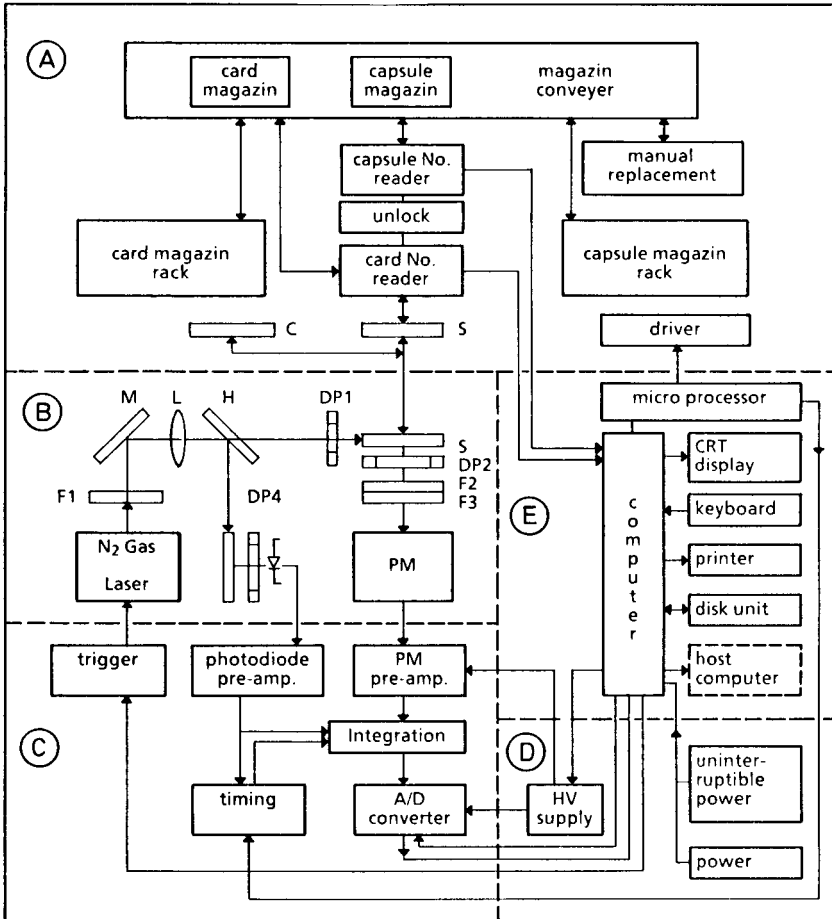 A
card
magazin
capsule
magazin
magazin
conveyer
capsule No.
reader
manual
replacement
unlock
card magazin
rack
card No.
reader
capsule magazin
rack
C
S
driver
B
M
L
H
DP1
micro processor
S
DP2
F2
F3
F1
DP4
E
computer
CRT
display
keyboard
N2 Gas
Laser
PM
printer
disk unit
trigger
photodiode
pre-amp.
PM
pre-amp.
host
computer
C
Integration
D
timing
A/D
converter
HV
supply
uninter-
ruptible
power
power